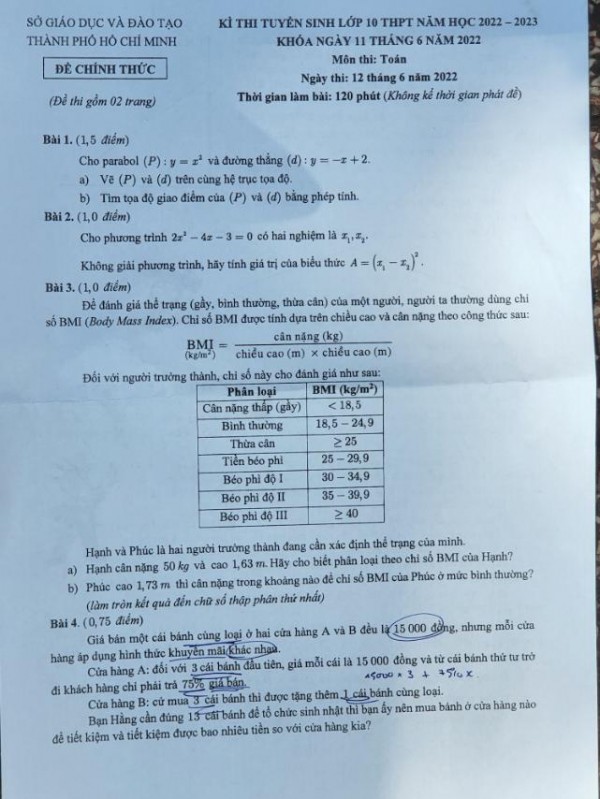 SỞ GIÁO DỤC VÀ ĐÀO TẠO
THÀNH PHỐ HỒ CHÍ MINH
ĐỀ CHÍNH THỨC
(Đề thi gồm 02 trang)
KÌ THI TUYỂN SINH LỚP 10 THPT NĂM HỌC 2022 – 2023
KHÓA NGÀY 11 THÁNG 6 NĂM 2022
Môn thi: Toán
Ngày thi: 12 tháng 6 năm 2022
Thời gian làm bài: 120 phút (Không kể thời gian phát đề)
Bài 1. (1,5 điểm)
Cho parabol (P) : y = x² và đường thẳng (d) : y = −x + 2.
a) Vẽ (P) và (d) trên cùng hệ trục tọa độ.
b) Tìm tọa độ giao điểm của (P) và (d) bằng phép tính.
Bài 2. (1,0 điểm)
Cho phương trình 2x² − 4x − 3 = 0 có hai nghiệm là x₁, x₂.
Không giải phương trình, hãy tính giá trị của biểu thức A = (x₁ − x₂)².
Bài 3. (1,0 điểm)
Để đánh giá thể trạng (gầy, bình thường, thừa cân) của một người, người ta thường dùng chỉ
số BMI (Body Mass Index). Chỉ số BMI được tính dựa trên chiều cao và cân nặng theo công thức sau:
BMI (kg/m²) = cân nặng (kg) / chiều cao (m) × chiều cao (m)
Đối với người trưởng thành, chỉ số này cho đánh giá như sau:
Phân loại BMI (kg/m²)
Cân nặng thấp (gầy) < 18,5
Bình thường 18,5 – 24,9
Thừa cân ≥ 25
Tiền béo phì 25 – 29,9
Béo phì độ I 30 – 34,9
Béo phì độ II 35 – 39,9
Béo phì độ III ≥ 40
Hạnh và Phúc là hai người trưởng thành đang cần xác định thể trạng của mình.
a) Hạnh cân nặng 50 kg và cao 1,63 m. Hãy cho biết phân loại theo chỉ số BMI của Hạnh?
b) Phúc cao 1,73 m thì cân nặng trong khoảng nào để chỉ số BMI của Phúc ở mức bình thường?
(làm tròn kết quả đến chữ số thập phân thứ nhất)
Bài 4. (0,75 điểm)
Giá bán một cái bánh cùng loại ở hai cửa hàng A và B đều là 15 000 đồng, nhưng mỗi cửa
hàng áp dụng hình thức khuyến mãi khác nhau.
Cửa hàng A: đối với 3 cái bánh đầu tiên, giá mỗi cái là 15 000 đồng và từ cái bánh thứ tư trở
đi khách hàng chỉ phải trả 75% giá bán.
15000 × 3 + 75%
Cửa hàng B: cứ mua 3 cái bánh thì được tặng thêm 1 cái bánh cùng loại.
Bạn Hằng cần đúng 13 cái bánh để tổ chức sinh nhật thì bạn ấy nên mua bánh ở cửa hàng nào
để tiết kiệm và tiết kiệm được bao nhiêu tiền so với cửa hàng kia?